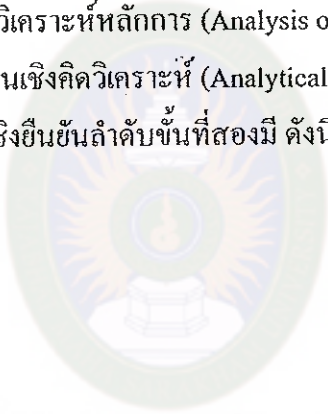 วิเคราะห์หลักการ (Analysis o
นเชิงคิดวิเคราะห์ (Analytical
ชิงยืนยันลำดับขั้นที่สองมี ดังนี